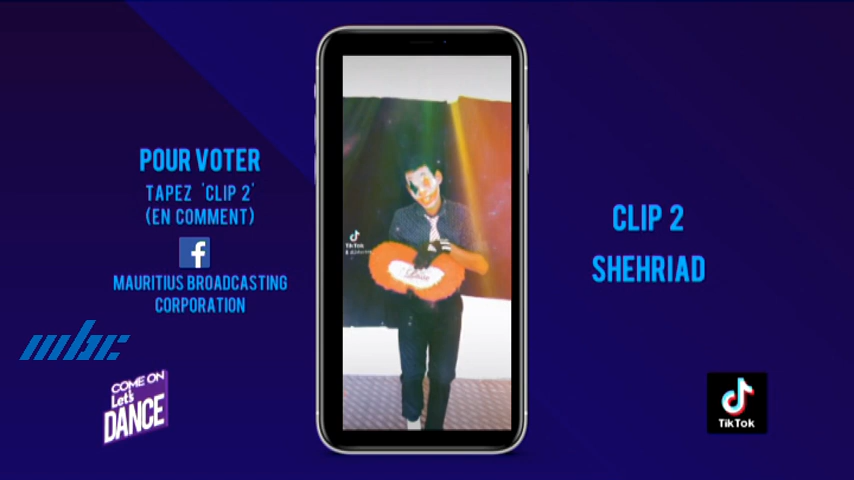 POUR VOTER
TAPEZ 'CLIP 2'
(EN COMMENT)
f
MAURITIUS BROADCASTING
CORPORATION
mbc
COME ON
Let's
DANCE
TikTok
CLIP 2
SHEHRIAD
TikTok